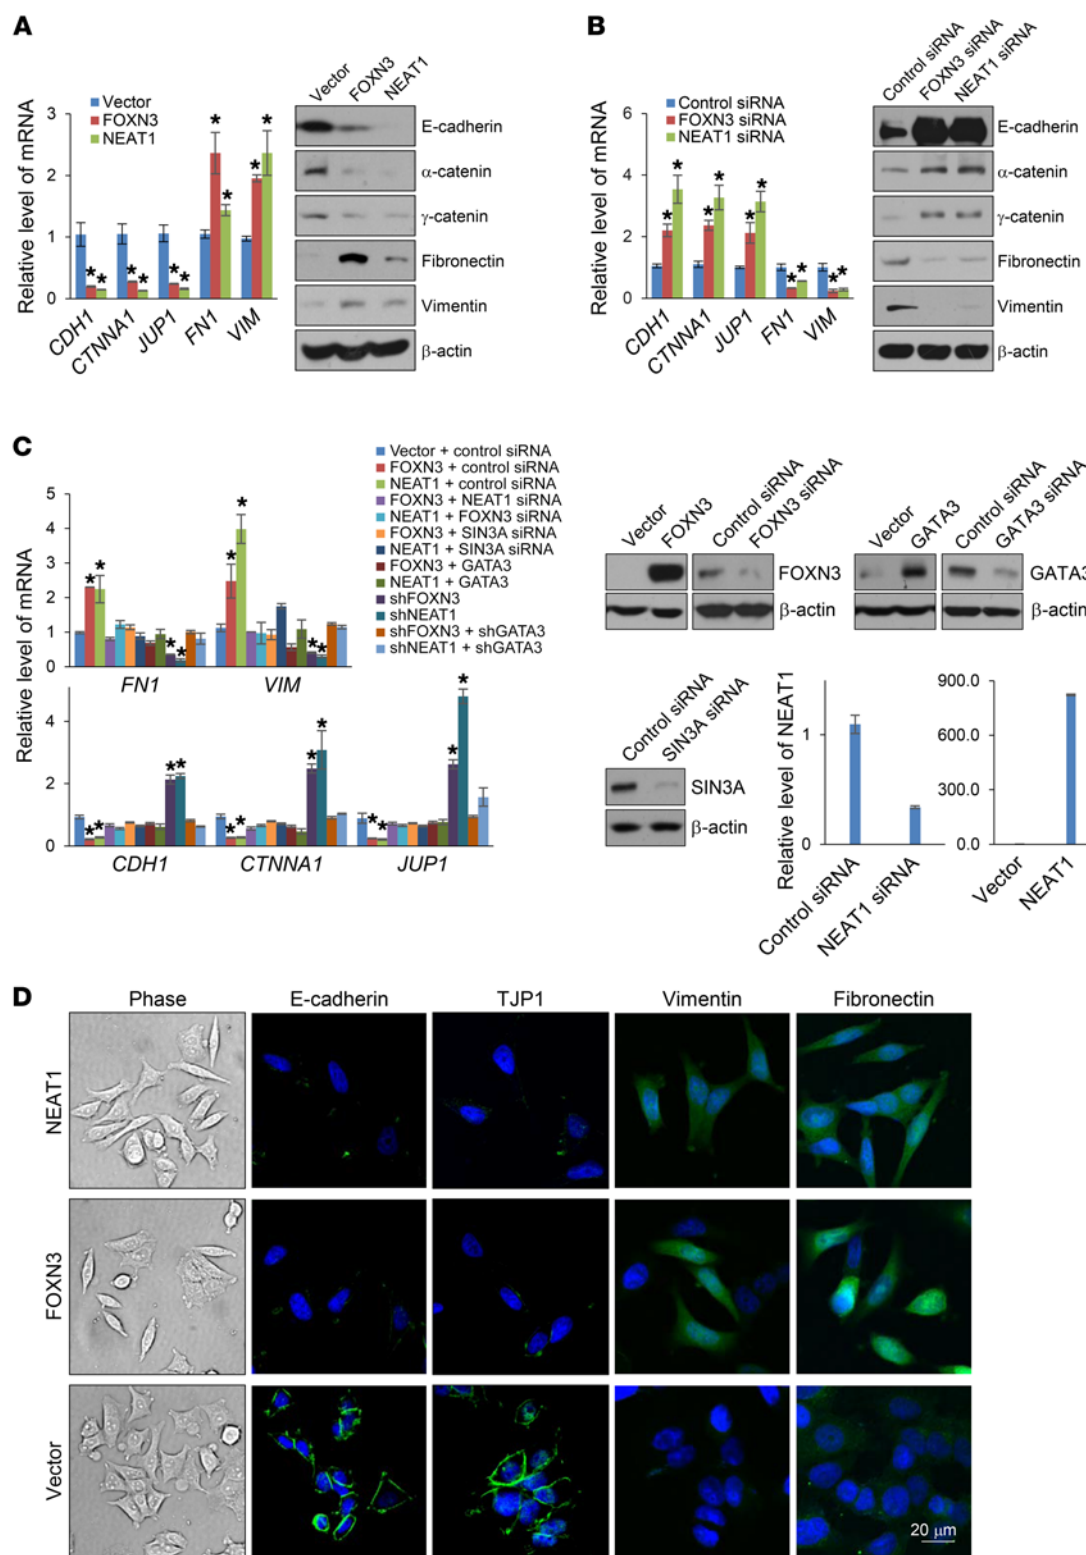 A
Vector
FOXN3
NEAT1
Relative level of mRNA
3
2
1
0
CDH1
CTNNA1
JUP1
FN1
VIM
Vector
FOXN3
NEAT1
E-cadherin
α-catenin
γ-catenin
Fibronectin
Vimentin
β-actin
B
Control siRNA
FOXN3 siRNA
NEAT1 siRNA
Relative level of mRNA
6
4
2
0
CDH1
CTNNA1
JUP1
FN1
VIM
Control siRNA
FOXN3 siRNA
NEAT1 siRNA
E-cadherin
α-catenin
γ-catenin
Fibronectin
Vimentin
β-actin
C
Vector + control siRNA
FOXN3 + control siRNA
NEAT1 + control siRNA
FOXN3 + NEAT1 siRNA
NEAT1 + FOXN3 siRNA
FOXN3 + SIN3A siRNA
NEAT1 + SIN3A siRNA
FOXN3 + GATA3
NEAT1 + GATA3
shFOXN3
shNEAT1
shFOXN3 + shGATA3
shNEAT1 + shGATA3
Relative level of mRNA
5
4
3
2
1
0
FN1
VIM
4
2
0
CDH1
CTNNA1
JUP1
Vector
FOXN3
Control siRNA
FOXN3 siRNA
FOXN3
β-actin
Vector
GATA3
Control siRNA
GATA3 siRNA
GATA3
β-actin
Control siRNA
SIN3A siRNA
SIN3A
β-actin
Relative level of NEAT1
1
0
Control siRNA
NEAT1 siRNA
900.0
600.0
300.0
0.0
Vector
NEAT1
D
Phase
E-cadherin
TJP1
Vimentin
Fibronectin
NEAT1
FOXN3
Vector
20 μm